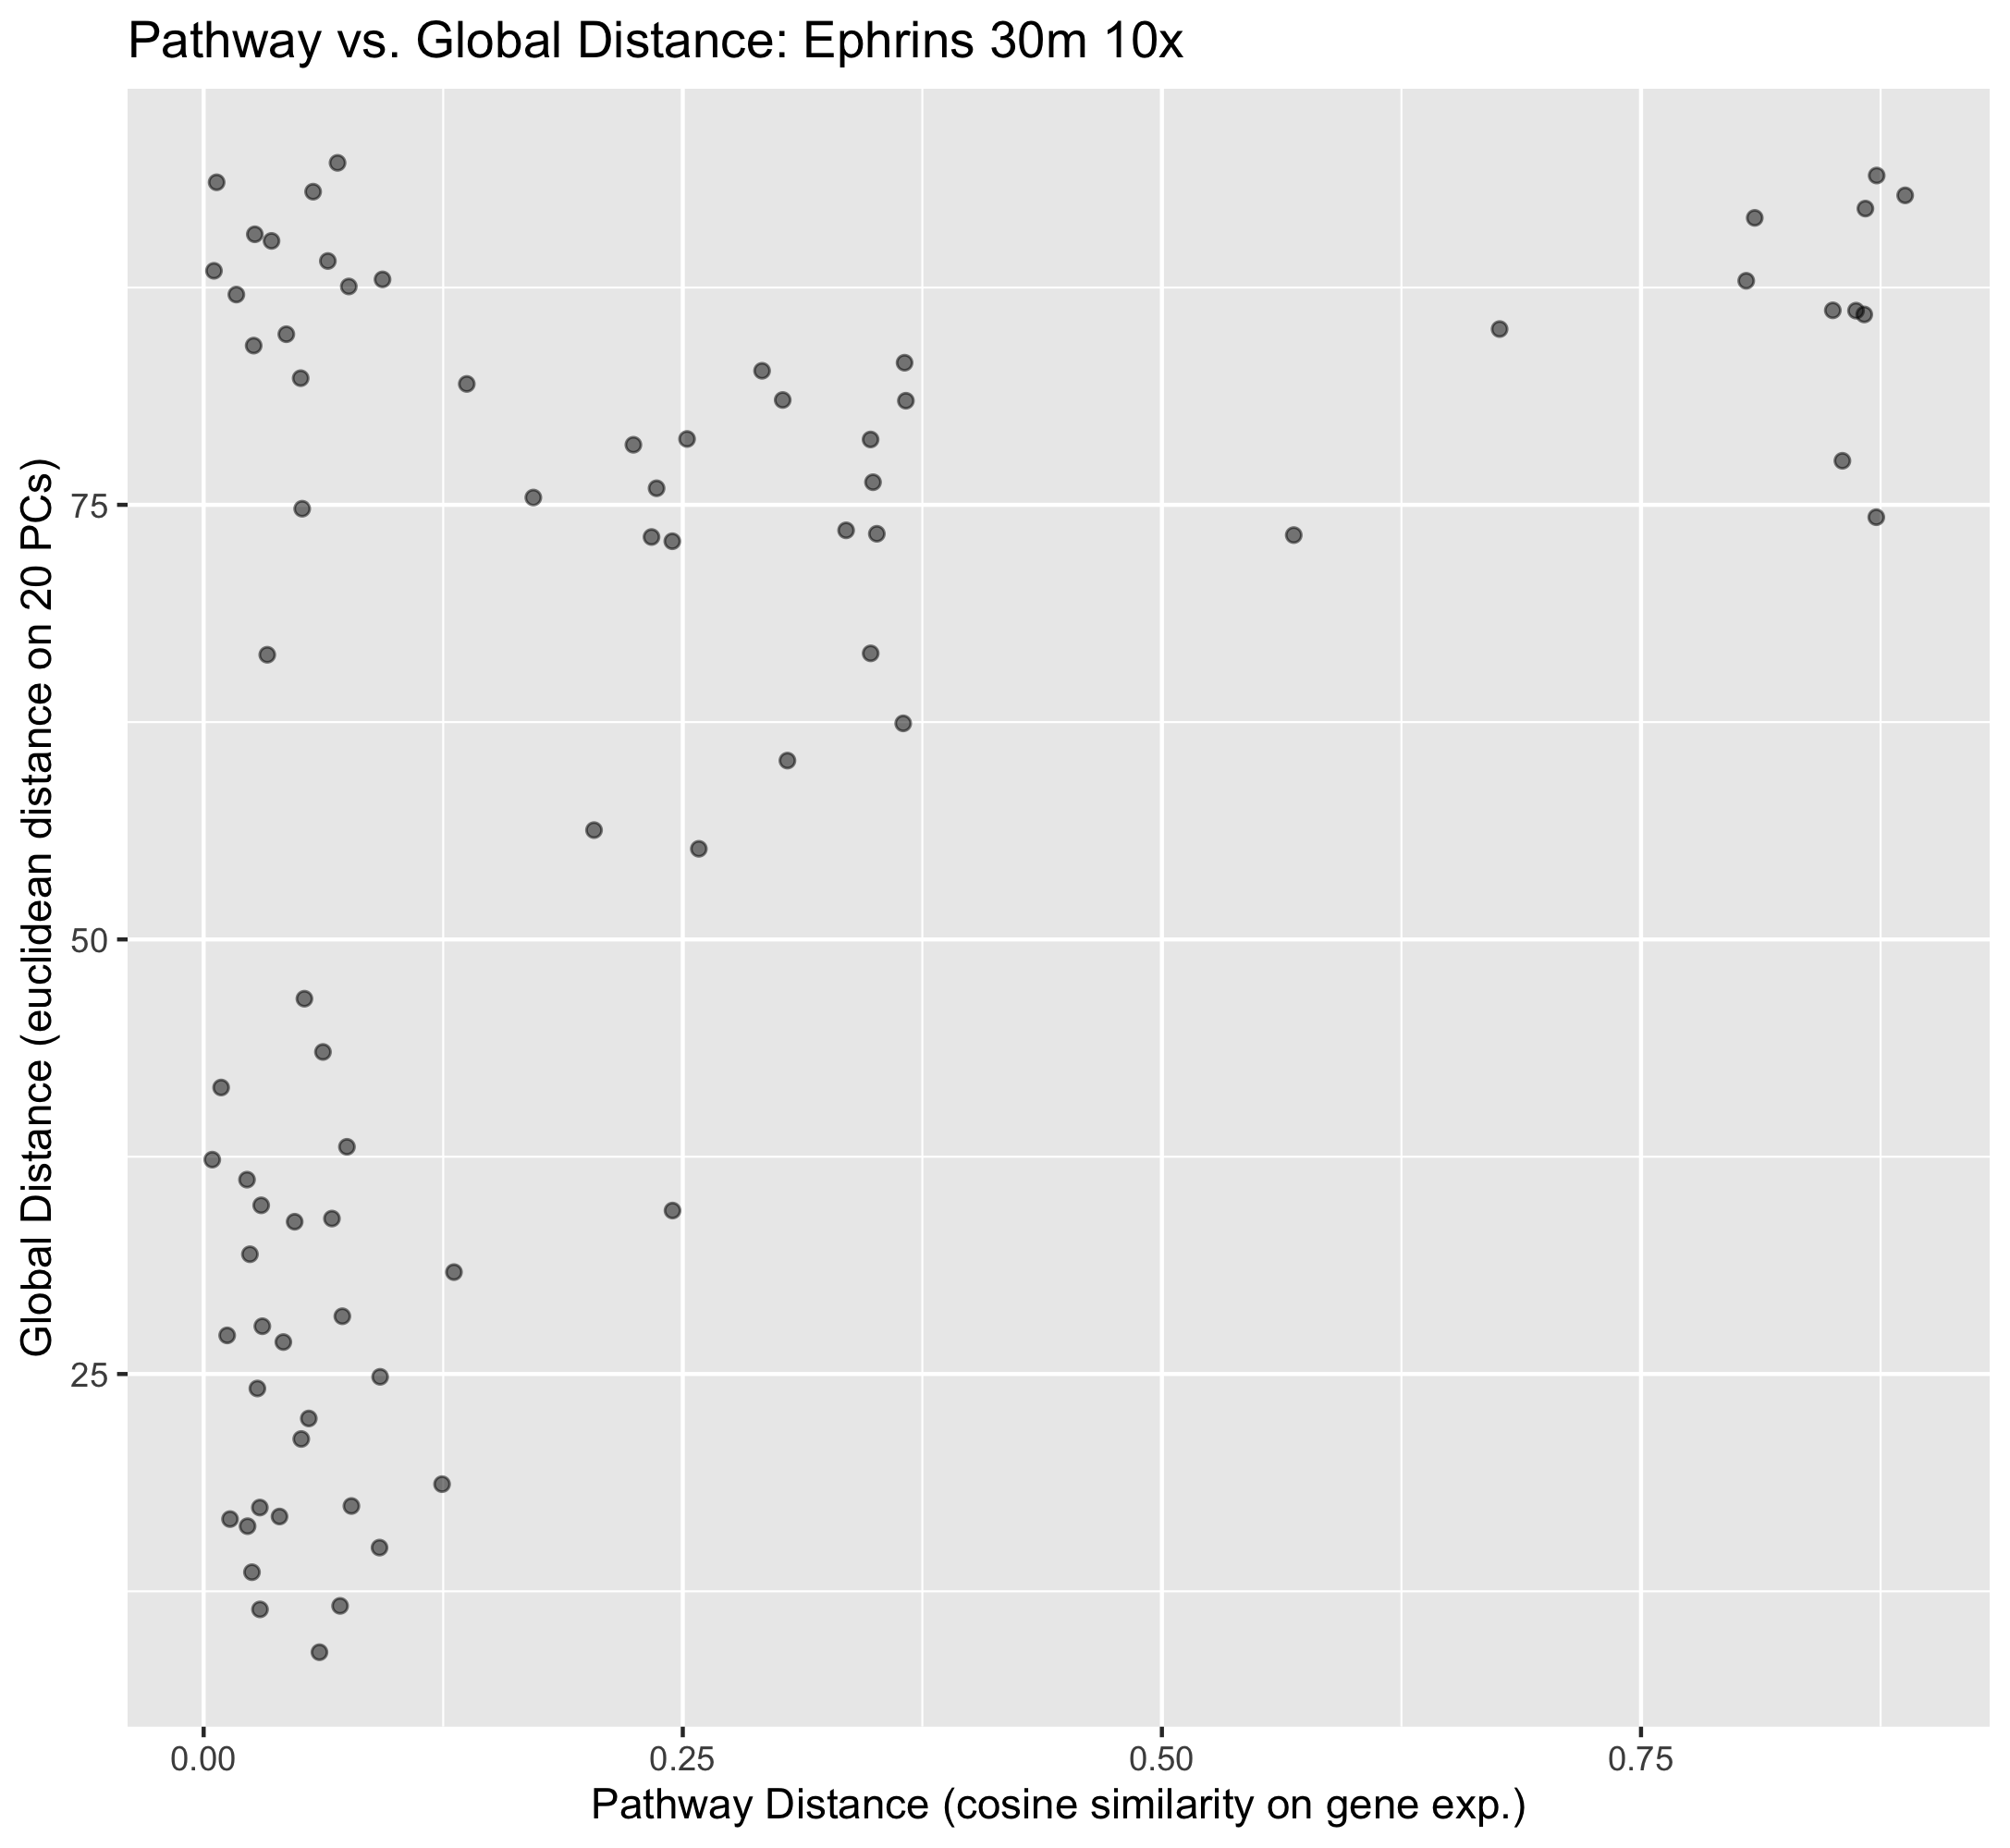 Pathway vs. Global Distance: Ephrins 30m 10x
Global Distance (euclidean distance on 20 PCs)
75
50
25
0.00 0.25 0.50 0.75
Pathway Distance (cosine similarity on gene exp.)